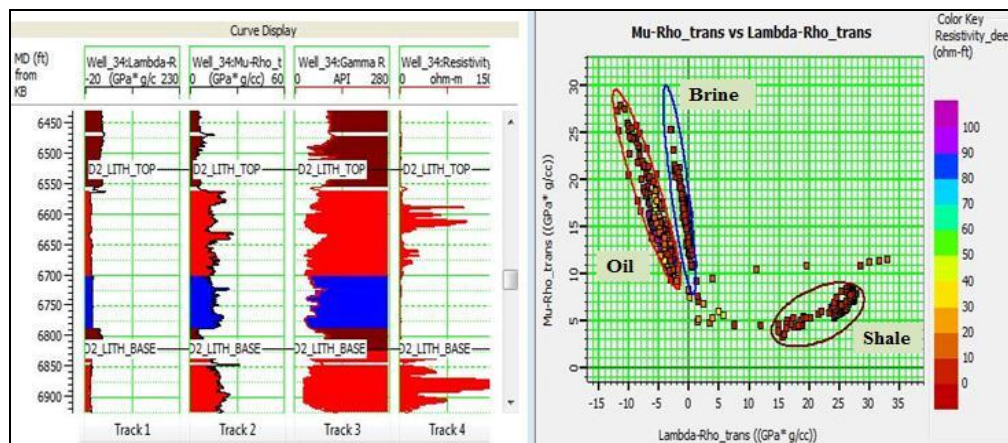 Curve Display
MD (ft)
from
KB
Well_34:Lambda-R
-20 (GPa* g/c 230
Well_34:Mu-Rho_t
0 (GPa* g/cc) 60
Well_34:Gamma R
0 API 280
Well_34:Resistivity
0 ohm-m 150
6450
6500
D2_LITH_TOP
D2_LITH_TOP
D2_LITH_TOP
D2_LITH_TOP
6550
6600
6650
6700
6750
6800
D2_LITH_BASE
D2_LITH_BASE
D2_LITH_BASE
D2_LITH_BASE
6850
6900
Track 1
Track 2
Track 3
Track 4
Mu-Rho_trans vs Lambda-Rho_trans
Mu-Rho_trans ((GPa* g/cc))
30
25
20
15
10
5
0
Brine
Oil
Shale
-15 -10 -5 0 5 10 15 20 25 30 35
Lambda-Rho_trans ((GPa* g/cc))
Color Key
Resistivity_dee
(ohm-ft)
100
90
80
70
60
50
40
30
20
10
0